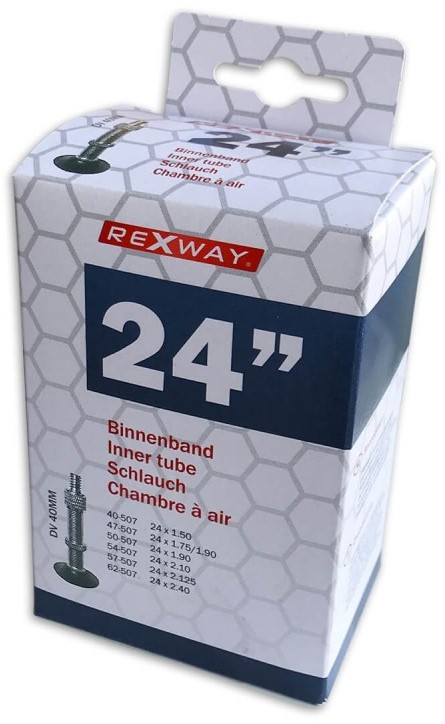 DV 40MM
24”
Binnenband
Inner tube
Schlauch
Chambre à air
REXWAY
24”
Binnenband
Inner tube
Schlauch
Chambre à air
DV 40MM
40-507 24 x 1.50
47-507 24 x 1.75/1.90
50-507 24 x 1.90
54-507 24 x 2.10
57-507 24 x 2.125
62-507 24 x 2.40